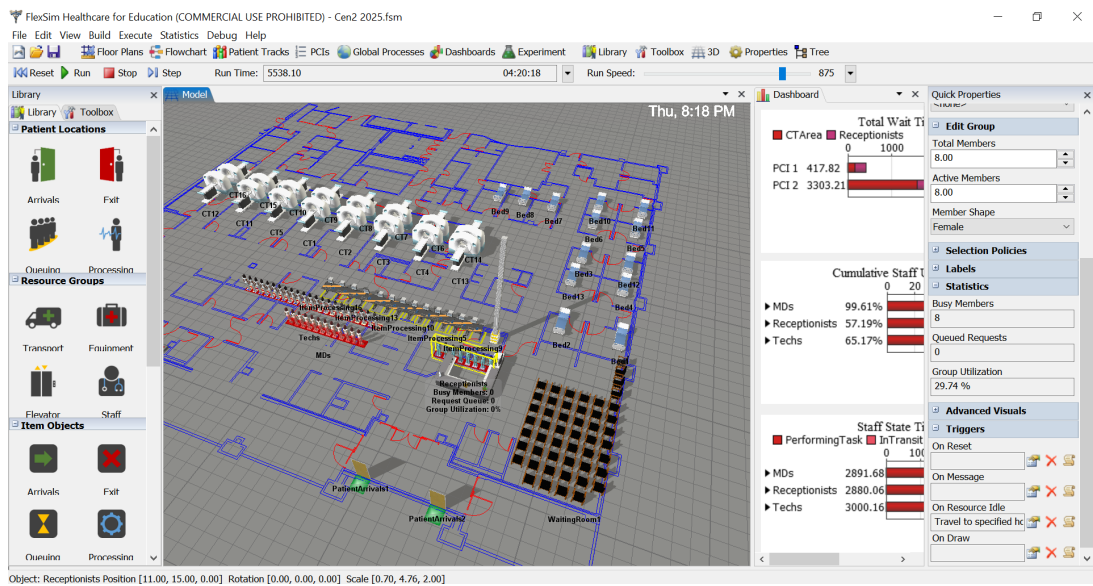 FlexSim Healthcare for Education (COMMERCIAL USE PROHIBITED) - Cen2 2025.fsm
File Edit View Build Execute Statistics Debug Help
Floor Plans Flowchart Patient Tracks PCIs Global Processes Dashboards Experiment Library Toolbox 3D Properties Tree
Reset Run Stop Step Run Time: 5538.10 04:20:18 Run Speed: 875
Library
Library Toolbox
Patient Locations
Arrivals Exit
Queuing Processing
Resource Groups
Transport Equipment
Elevator Staff
Item Objects
Arrivals Exit
Queuing Processing
Model
Thu, 8:18 PM
CT16
CT12
CT15
CT11
CT10
CT5
CT9
CT1
CT8
CT2
CT7
CT3
CT6
CT4
CT14
CT13
Bed9
Bed8
Bed7
Bed10
Bed11
Bed6
Bed5
Bed3
Bed12
Bed13
Bed4
Bed2
ItemProcessing13
ItemProcessing10
ItemProcessing5
ItemProcessing9
Techs
MDs
Receptionists
Busy Members: 0
Request Queue: 0
Group Utilization: 0%
PatientArrivals1
PatientArrivals2
WaitingRoom1
Dashboard
Total Wait Ti
CTArea Receptionists
0 1000
PCI 1 417.82
PCI 2 3303.21
Cumulative Staff U
0 20
MDs 99.61%
Receptionists 57.19%
Techs 65.17%
Staff State Ti
PerformingTask InTransit
0 100
MDs 2891.68
Receptionists 2880.06
Techs 3000.16
Quick Properties
<none>
Edit Group
Total Members
8.00
Active Members
8.00
Member Shape
Female
Selection Policies
Labels
Statistics
Busy Members
8
Queued Requests
0
Group Utilization
29.74 %
Advanced Visuals
Triggers
On Reset
On Message
On Resource Idle
Travel to specified ho
On Draw
Object: Receptionists Position [11.00, 15.00, 0.00] Rotation [0.00, 0.00, 0.00] Scale [0.70, 4.76, 2.00]